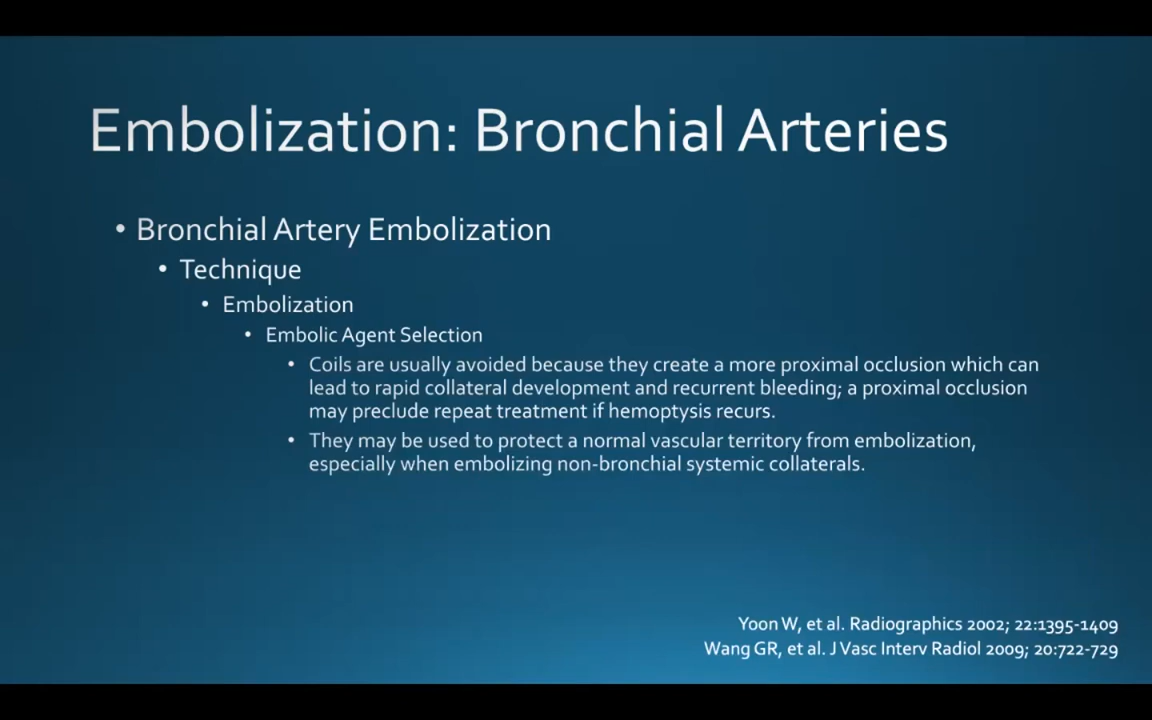 Embolization: Bronchial Arteries
• Bronchial Artery Embolization
• Technique
• Embolization
• Embolic Agent Selection
• Coils are usually avoided because they create a more proximal occlusion which can
lead to rapid collateral development and recurrent bleeding; a proximal occlusion
may preclude repeat treatment if hemoptysis recurs.
• They may be used to protect a normal vascular territory from embolization,
especially when embolizing non-bronchial systemic collaterals.
Yoon W, et al. Radiographics 2002; 22:1395-1409
Wang GR, et al. J Vasc Interv Radiol 2009; 20:722-729